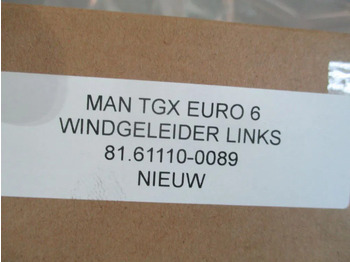 MAN TGX EURO 6
WINDGELEIDER LINKS
81.61110-0089
NIEUW